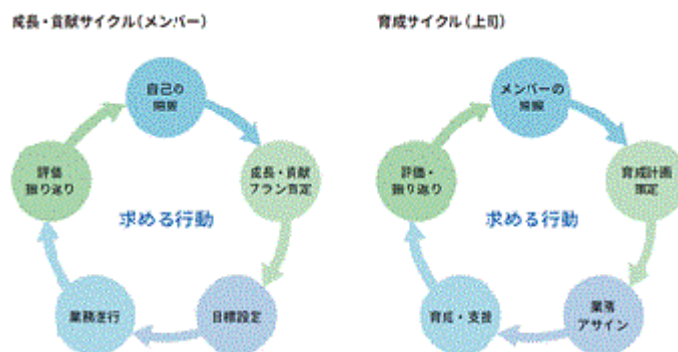 成長・貢献サイクル(メンバー)
自己の
成長・貢献
プラン策定
目標設定
業務遂行
評価
振り返り
求める行動
育成サイクル(上司)
メンバーの
育成計画
策定
業務
アサイン
育成・支援
評価・
振り返り
求める行動